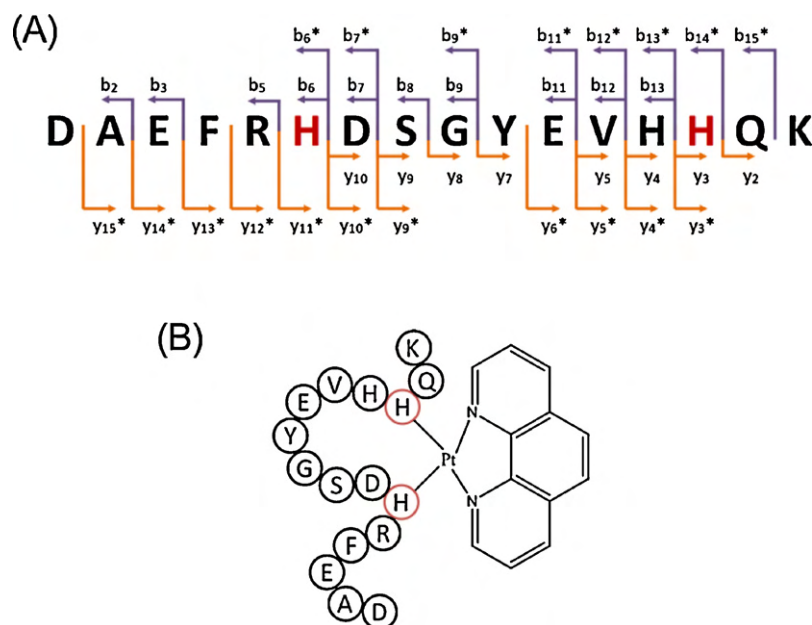 (A)
b6* b7* b9* b11* b12* b13* b14* b15*
b2 b3 b5 b6 b7 b8 b9 b11 b12 b13
D A E F R H D S G Y E V H H Q K
y10 y9 y8 y7 y5 y4 y3 y2
y15* y14* y13* y12* y11* y10* y9* y6* y5* y4* y3*
(B)
K
Q
E V H H
Y
G S D H
N
Pt
N
R
F
E
A D